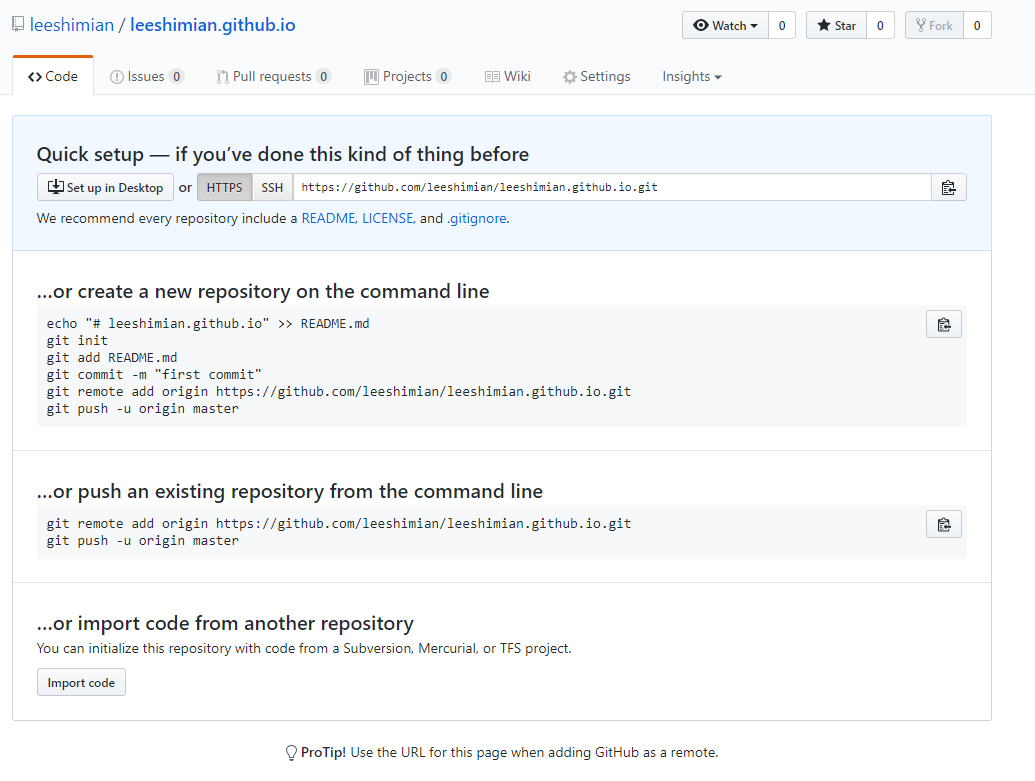 leeshimian / leeshimian.github.io
Watch 0 Star 0 Fork 0
Code Issues 0 Pull requests 0 Projects 0 Wiki Settings Insights
Quick setup — if you’ve done this kind of thing before
Set up in Desktop or HTTPS SSH https://github.com/leeshimian/leeshimian.github.io.git
We recommend every repository include a README, LICENSE, and .gitignore.
…or create a new repository on the command line
echo "# leeshimian.github.io" >> README.md
git init
git add README.md
git commit -m "first commit"
git remote add origin https://github.com/leeshimian/leeshimian.github.io.git
git push -u origin master
…or push an existing repository from the command line
git remote add origin https://github.com/leeshimian/leeshimian.github.io.git
git push -u origin master
…or import code from another repository
You can initialize this repository with code from a Subversion, Mercurial, or TFS project.
Import code
ProTip! Use the URL for this page when adding GitHub as a remote.